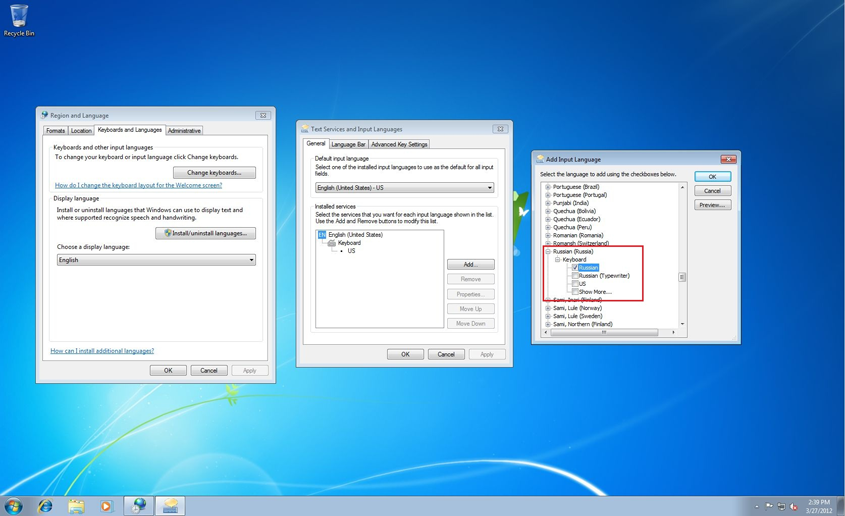 Recycle Bin
Region and Language
Formats
Location
Keyboards and Languages
Administrative
Keyboards and other input languages
To change your keyboard or input language click Change keyboards.
Change keyboards...
How do I change the keyboard layout for the Welcome screen?
Display language
Install or uninstall languages that Windows can use to display text and
where supported recognize speech and handwriting.
Install/uninstall languages...
Choose a display language:
English
How can I install additional languages?
OK
Cancel
Apply
Text Services and Input Languages
General
Language Bar
Advanced Key Settings
Default input language
Select one of the installed input languages to use as the default for all input
fields.
English (United States) - US
Installed services
Select the services that you want for each input language shown in the list.
Use the Add and Remove buttons to modify this list.
EN English (United States)
Keyboard
US
Add...
Remove
Properties...
Move Up
Move Down
OK
Cancel
Apply
Add Input Language
Select the language to add using the checkboxes below.
Portuguese (Brazil)
Portuguese (Portugal)
Punjabi (India)
Quechua (Bolivia)
Quechua (Ecuador)
Quechua (Peru)
Romanian (Romania)
Romansh (Switzerland)
Russian (Russia)
Keyboard
Russian
Russian (Typewriter)
US
Show More...
Sami, Inari (Finland)
Sami, Lule (Norway)
Sami, Lule (Sweden)
Sami, Northern (Finland)
OK
Cancel
Preview...
2:39 PM
3/27/2012